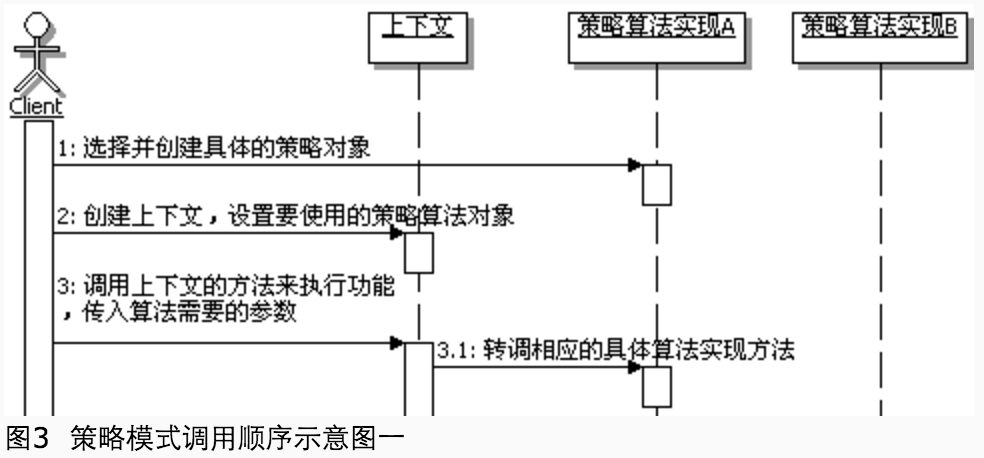 上下文
策略算法实现A
策略算法实现B
Client
1: 选择并创建具体的策略对象
2: 创建上下文，设置要使用的策略算法对象
3: 调用上下文的方法来执行功能
，传入算法需要的参数
3.1: 转调相应的具体算法实现方法
图3 策略模式调用顺序示意图一